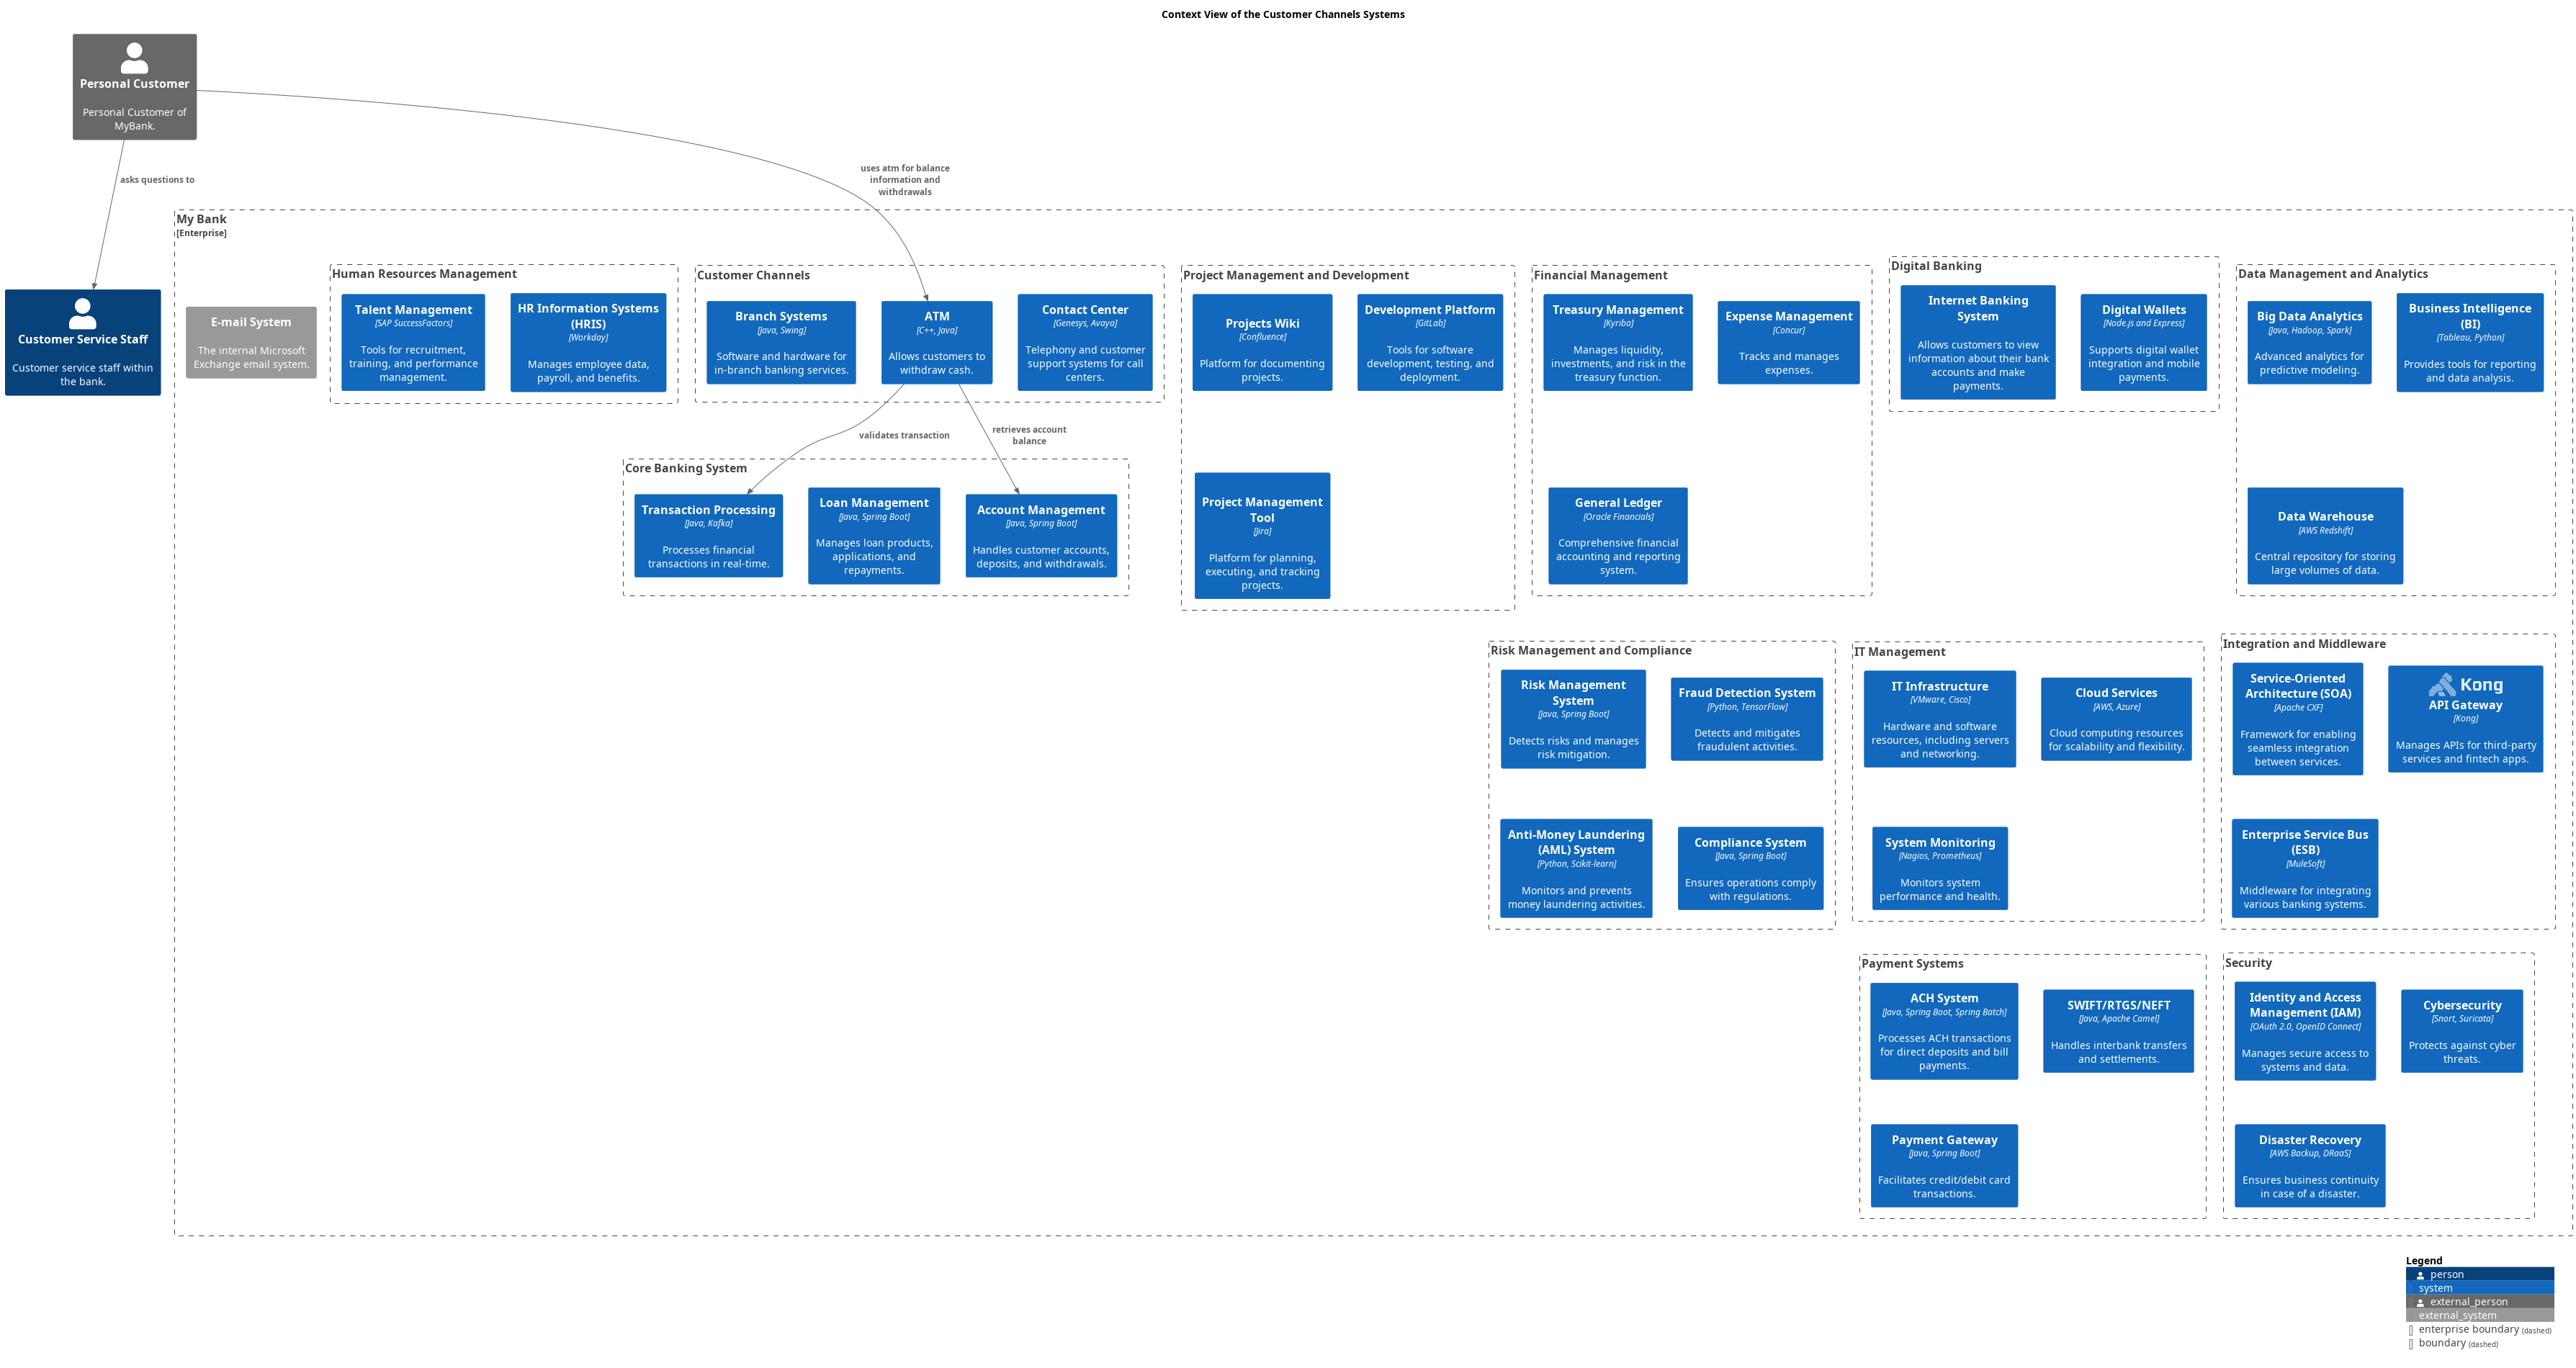 Context View of the Customer Channels Systems
Personal Customer
Personal Customer of
MyBank.
asks questions to
uses atm for balance
information and
withdrawals
Customer Service Staff
Customer service staff within
the bank.
My Bank
[Enterprise]
E-mail System
The internal Microsoft
Exchange email system.
Human Resources Management
Talent Management
[SAP SuccessFactors]
Tools for recruitment,
training, and performance
management.
HR Information Systems
(HRIS)
[Workday]
Manages employee data,
payroll, and benefits.
Customer Channels
Branch Systems
[Java, Swing]
Software and hardware for
in-branch banking services.
ATM
[C++, Java]
Allows customers to
withdraw cash.
Contact Center
[Genesys, Avaya]
Telephony and customer
support systems for call
centers.
validates transaction
retrieves account
balance
Core Banking System
Transaction Processing
[Java, Kafka]
Processes financial
transactions in real-time.
Loan Management
[Java, Spring Boot]
Manages loan products,
applications, and
repayments.
Account Management
[Java, Spring Boot]
Handles customer accounts,
deposits, and withdrawals.
Project Management and Development
Projects Wiki
[Confluence]
Platform for documenting
projects.
Development Platform
[GitLab]
Tools for software
development, testing, and
deployment.
Project Management
Tool
[Jira]
Platform for planning,
executing, and tracking
projects.
Financial Management
Treasury Management
[Kyriba]
Manages liquidity,
investments, and risk in the
treasury function.
Expense Management
[Concur]
Tracks and manages
expenses.
General Ledger
[Oracle Financials]
Comprehensive financial
accounting and reporting
system.
Digital Banking
Internet Banking
System
Allows customers to view
information about their bank
accounts and make
payments.
Digital Wallets
[Node.js and Express]
Supports digital wallet
integration and mobile
payments.
Data Management and Analytics
Big Data Analytics
[Java, Hadoop, Spark]
Advanced analytics for
predictive modeling.
Business Intelligence
(BI)
[Tableau, Python]
Provides tools for reporting
and data analysis.
Data Warehouse
[AWS Redshift]
Central repository for storing
large volumes of data.
Risk Management and Compliance
Risk Management
System
[Java, Spring Boot]
Detects risks and manages
risk mitigation.
Fraud Detection System
[Python, TensorFlow]
Detects and mitigates
fraudulent activities.
Anti-Money Laundering
(AML) System
[Python, Scikit-learn]
Monitors and prevents
money laundering activities.
Compliance System
[Java, Spring Boot]
Ensures operations comply
with regulations.
IT Management
IT Infrastructure
[VMware, Cisco]
Hardware and software
resources, including servers
and networking.
Cloud Services
[AWS, Azure]
Cloud computing resources
for scalability and flexibility.
System Monitoring
[Nagios, Prometheus]
Monitors system
performance and health.
Integration and Middleware
Service-Oriented
Architecture (SOA)
[Apache CXF]
Framework for enabling
seamless integration
between services.
Kong
API Gateway
[Kong]
Manages APIs for third-party
services and fintech apps.
Enterprise Service Bus
(ESB)
[MuleSoft]
Middleware for integrating
various banking systems.
Payment Systems
ACH System
[Java, Spring Boot, Spring Batch]
Processes ACH transactions
for direct deposits and bill
payments.
SWIFT/RTGS/NEFT
[Java, Apache Camel]
Handles interbank transfers
and settlements.
Payment Gateway
[Java, Spring Boot]
Facilitates credit/debit card
transactions.
Security
Identity and Access
Management (IAM)
[OAuth 2.0, OpenID Connect]
Manages secure access to
systems and data.
Cybersecurity
[Snort, Suricata]
Protects against cyber
threats.
Disaster Recovery
[AWS Backup, DRaaS]
Ensures business continuity
in case of a disaster.
Legend
person
system
external_person
external_system
enterprise boundary (dashed)
boundary (dashed)